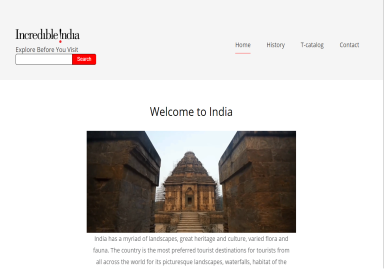 Incredible !ndia
Explore Before You Visit
Search
Home History T-catalog Contact
Welcome to India
India has a myriad of landscapes, great heritage and culture, varied flora and
fauna. The country is the most preferred tourist destinations for tourists from
all across the world for its picturesque landscapes, waterfalls, habitat of the